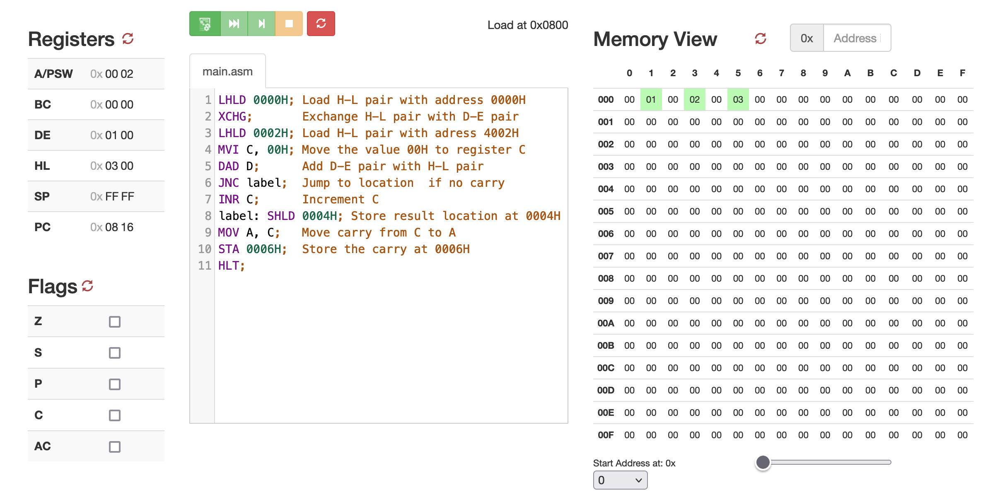 Registers
A/PSW 0x 00 02
BC 0x 00 00
DE 0x 01 00
HL 0x 03 00
SP 0x FF FF
PC 0x 08 16
Flags
Z
S
P
C
AC
Load at 0x0800
main.asm
1 LHLD 0000H; Load H-L pair with address 0000H
2 XCHG;       Exchange H-L pair with D-E pair
3 LHLD 0002H; Load H-L pair with adress 4002H
4 MVI C, 00H; Move the value 00H to register C
5 DAD D;      Add D-E pair with H-L pair
6 JNC label;  Jump to location  if no carry
7 INR C;      Increment C
8 label: SHLD 0004H; Store result location at 0004H
9 MOV A, C;   Move carry from C to A
10 STA 0006H;  Store the carry at 0006H
11 HLT;
Memory View
0x Address
0 1 2 3 4 5 6 7 8 9 A B C D E F
000 00 01 00 02 00 03 00 00 00 00 00 00 00 00 00 00
001 00 00 00 00 00 00 00 00 00 00 00 00 00 00 00 00
002 00 00 00 00 00 00 00 00 00 00 00 00 00 00 00 00
003 00 00 00 00 00 00 00 00 00 00 00 00 00 00 00 00
004 00 00 00 00 00 00 00 00 00 00 00 00 00 00 00 00
005 00 00 00 00 00 00 00 00 00 00 00 00 00 00 00 00
006 00 00 00 00 00 00 00 00 00 00 00 00 00 00 00 00
007 00 00 00 00 00 00 00 00 00 00 00 00 00 00 00 00
008 00 00 00 00 00 00 00 00 00 00 00 00 00 00 00 00
009 00 00 00 00 00 00 00 00 00 00 00 00 00 00 00 00
00A 00 00 00 00 00 00 00 00 00 00 00 00 00 00 00 00
00B 00 00 00 00 00 00 00 00 00 00 00 00 00 00 00 00
00C 00 00 00 00 00 00 00 00 00 00 00 00 00 00 00 00
00D 00 00 00 00 00 00 00 00 00 00 00 00 00 00 00 00
00E 00 00 00 00 00 00 00 00 00 00 00 00 00 00 00 00
00F 00 00 00 00 00 00 00 00 00 00 00 00 00 00 00 00
Start Address at: 0x
0